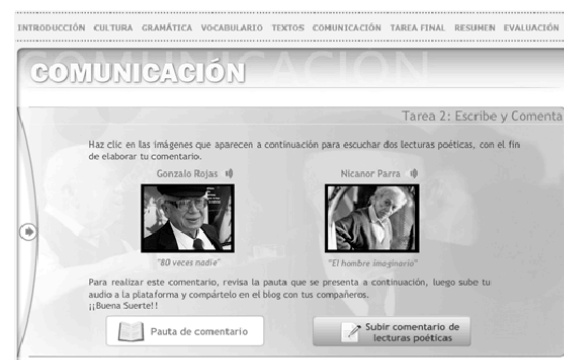 INTRODUCCIÓN CULTURA GRAMÁTICA VOCABULARIO TEXTOS COMUNICACIÓN TAREA FINAL RESUMEN EVALUACIÓN
COMUNICACIÓN
Tarea 2: Escribe y Comenta
Haz clic en las imágenes que aparecen a continuación para escuchar dos lecturas poéticas, con el fin
de elaborar tu comentario.
Gonzalo Rojas Nicanor Parra
"80 veces nadie" "El hombre imaginario"
Para realizar este comentario, revisa la pauta que se presenta a continuación, luego sube tu
audio a la plataforma y compártelo en el blog con tus compañeros.
¡¡Buena Suerte!!
Pauta de comentario Subir comentario de
a lecturas poéticas